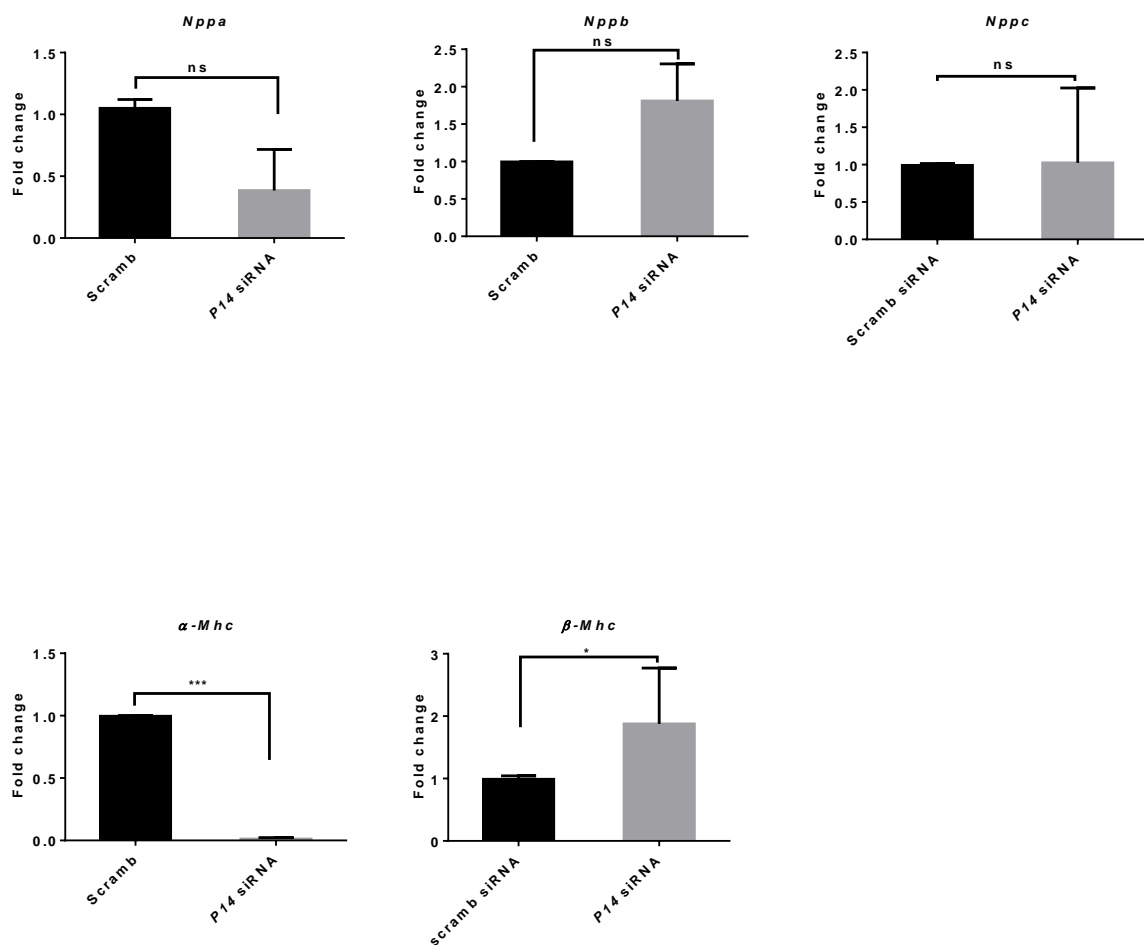 Nppa
Fold change
1.5
1.0
0.5
0.0
ns
Scramb
P14 siRNA
Nppb
Fold change
2.5
2.0
1.5
1.0
0.5
0.0
ns
Scramb
P14 siRNA
Nppc
Fold change
2.5
2.0
1.5
1.0
0.5
0.0
ns
Scramb siRNA
P14 siRNA
α-Mhc
Fold change
1.5
1.0
0.5
0.0
***
Scramb
P14 siRNA
β-Mhc
Fold change
3
2
1
0
*
scramb siRNA
P14 siRNA